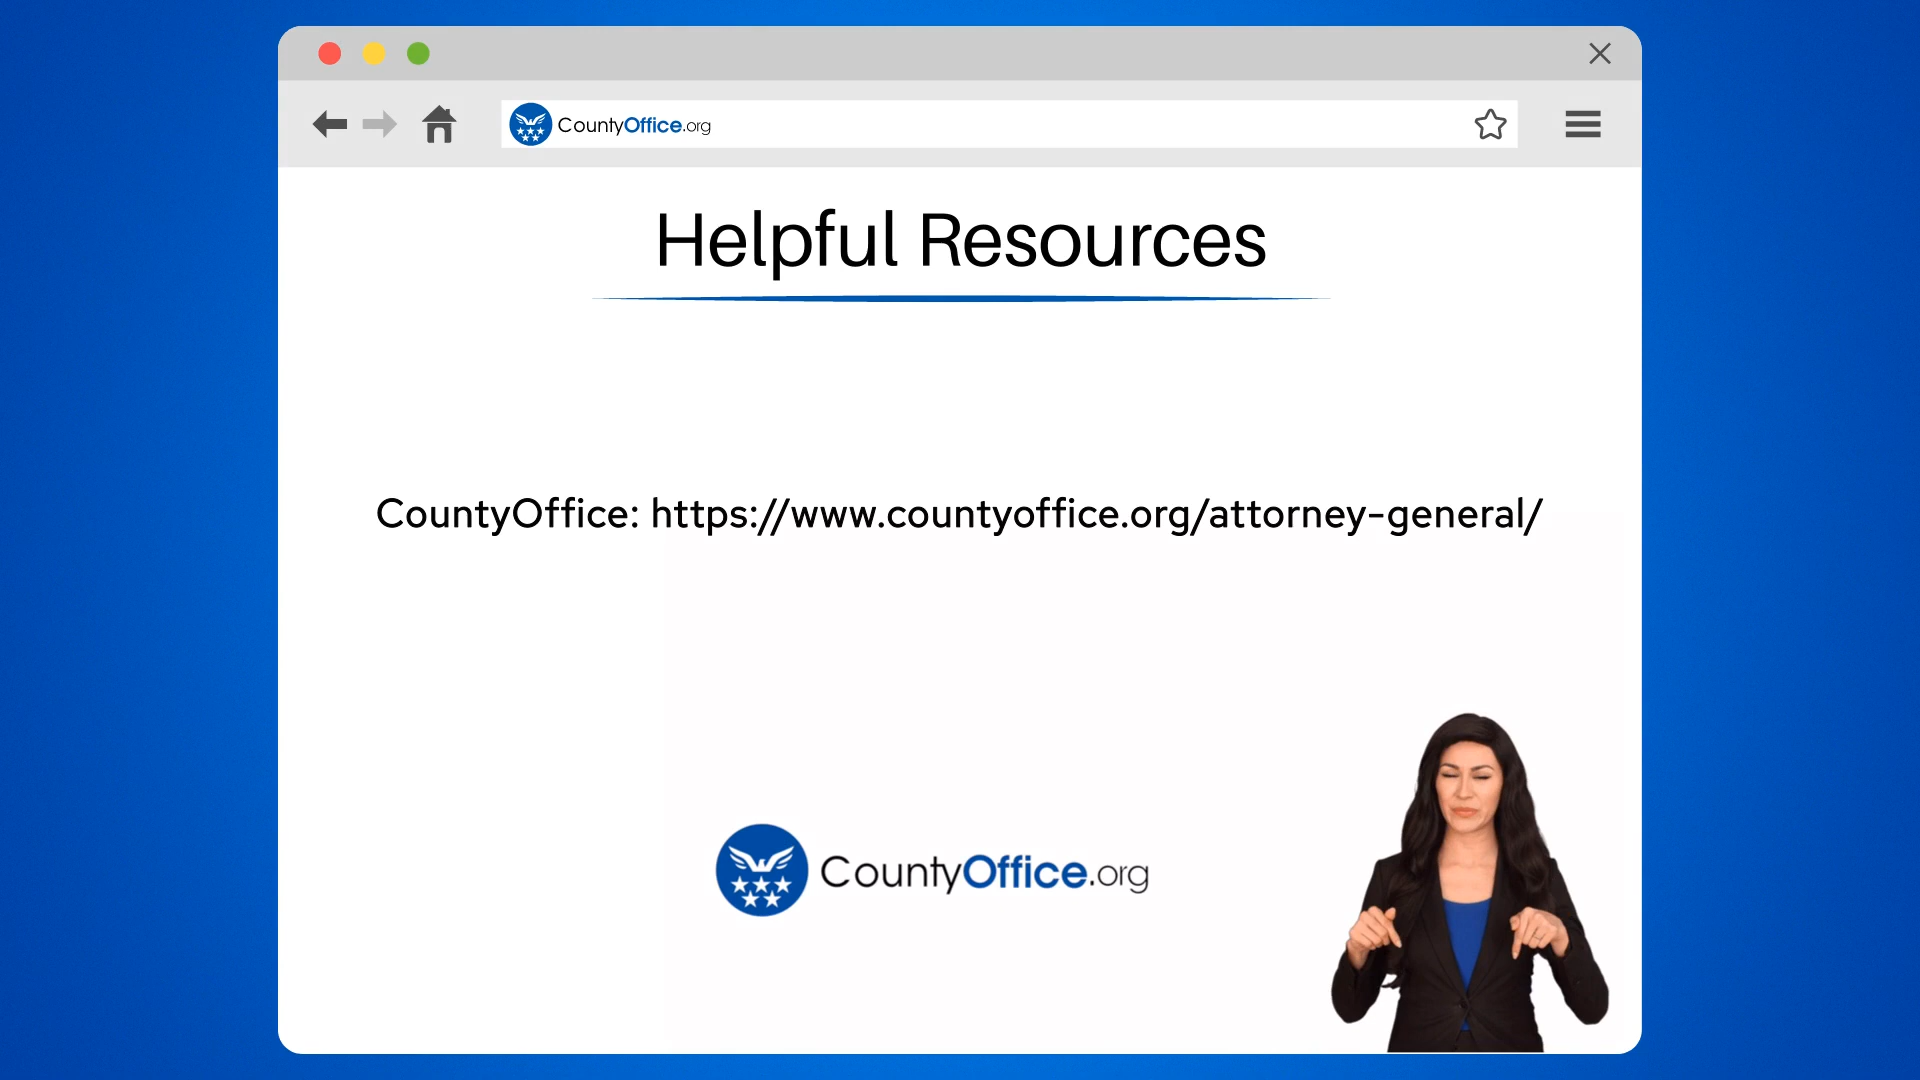 CountyOffice.org
Helpful Resources
CountyOffice: https://www.countyoffice.org/attorney-general/
CountyOffice.org